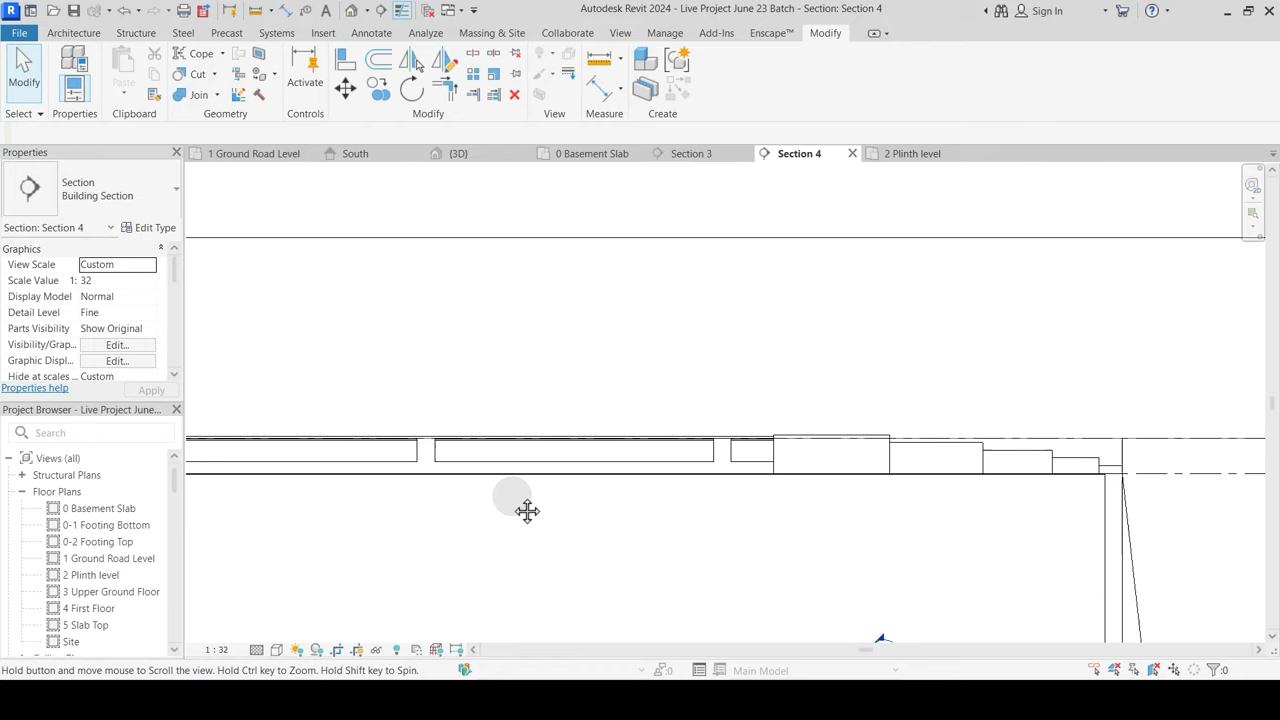 Autodesk Revit 2024 - Live Project June 23 Batch - Section: Section 4
Sign In
File Architecture Structure Steel Precast Systems Insert Annotate Analyze Massing & Site Collaborate View Manage Add-Ins Enscape™ Modify
Modify Paste Cope Cut Join Activate
Select Properties Clipboard Geometry Controls Modify View Measure Create
Properties
1 Ground Road Level South {3D} 0 Basement Slab Section 3 Section 4 2 Plinth level
Section
Building Section
Section: Section 4 Edit Type
Graphics
View Scale Custom
Scale Value 1: 32
Display Model Normal
Detail Level Fine
Parts Visibility Show Original
Visibility/Grap... Edit...
Graphic Displ... Edit...
Hide at scales ... Custom
Properties help Apply
Project Browser - Live Project June...
Search
Views (all)
Structural Plans
Floor Plans
0 Basement Slab
0-1 Footing Bottom
0-2 Footing Top
1 Ground Road Level
2 Plinth level
3 Upper Ground Floor
4 First Floor
5 Slab Top
Site
1 : 32
Hold button and move mouse to Scroll the view. Hold Ctrl key to Zoom. Hold Shift key to Spin.
:0 Main Model :0